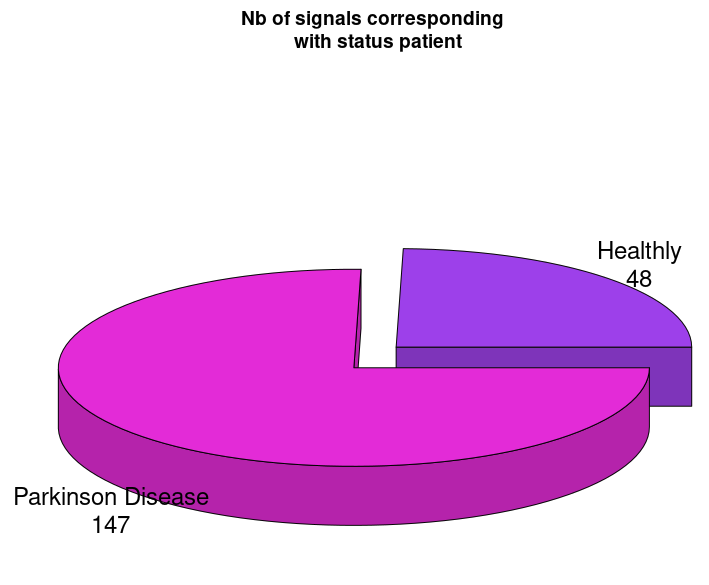 Nb of signals corresponding
with status patient
Healthly
48
Parkinson Disease
147